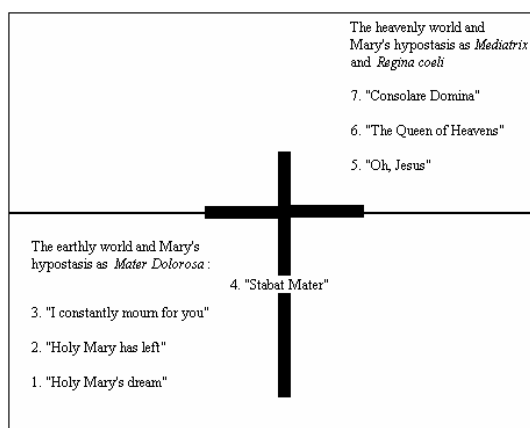 The heavenly world and
Mary's hypostasis as Mediatrix
and Regina coeli
7. "Consolare Domina"
6. "The Queen of Heavens"
5. "Oh, Jesus"
The earthly world and Mary's
hypostasis as Mater Dolorosa :
4. "Stabat Mater"
3. "I constantly mourn for you"
2. "Holy Mary has left"
1. "Holy Mary's dream"